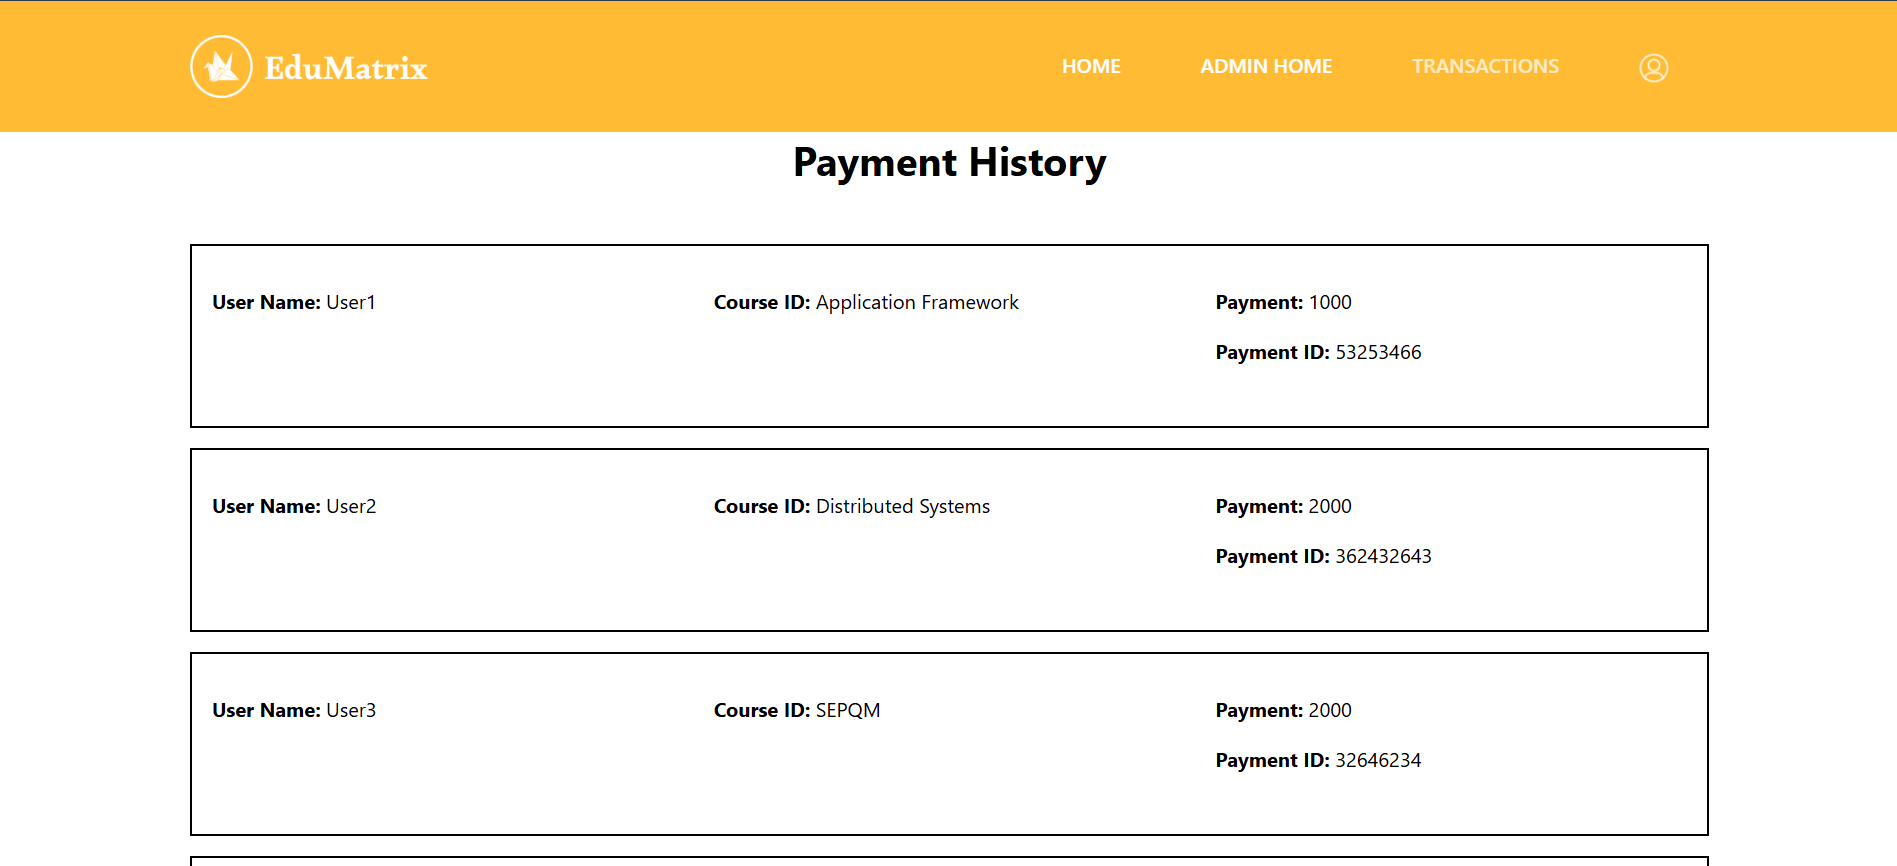 EduMatrix
HOME ADMIN HOME TRANSACTIONS
Payment History
User Name: User1 Course ID: Application Framework Payment: 1000
Payment ID: 53253466
User Name: User2 Course ID: Distributed Systems Payment: 2000
Payment ID: 362432643
User Name: User3 Course ID: SEPQM Payment: 2000
Payment ID: 32646234